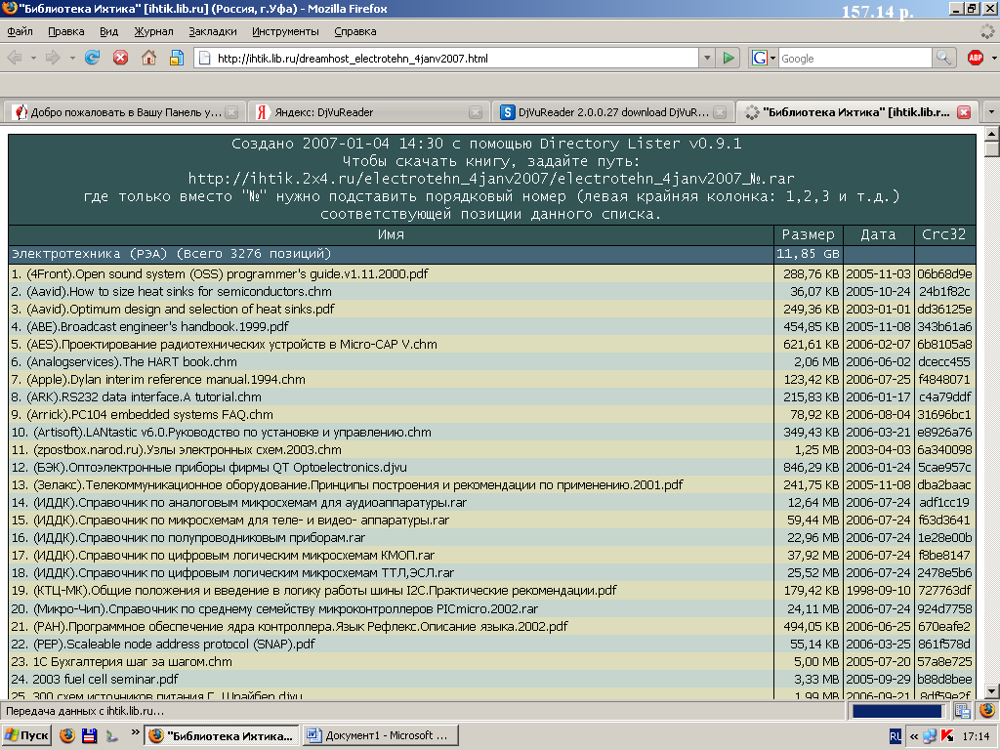 "Библиотека Ихтика" [ihtik.lib.ru] (Россия, г.Уфа) - Mozilla Firefox
157.14 р.
Файл Правка Вид Журнал Закладки Инструменты Справка
http://ihtik.lib.ru/dreamhost_electrotehn_4janv2007.html
G Google ABP
Добро пожаловать в Вашу Панель у... Яндекс: DjVuReader DjVuReader 2.0.0.27 download DjVuR... "Библиотека Ихтика" [ihtik.lib.r...
Создано 2007-01-04 14:30 с помощью Directory Lister v0.9.1
Чтобы скачать книгу, задайте путь:
http://ihtik.2x4.ru/electrotehn_4janv2007/electrotehn_4janv2007_№.rar
где только вместо "№" нужно подставить порядковый номер (левая крайняя колонка: 1,2,3 и т.д.)
соответствующей позиции данного списка.
Имя Размер Дата Crc32
Электротехника (РЭА) (Всего 3276 позиций) 11,85 GB
1. (4Front).Open sound system (OSS) programmer's guide.v1.11.2000.pdf 288,76 KB 2005-11-03 06b68d9e
2. (Aavid).How to size heat sinks for semiconductors.chm 36,07 KB 2005-10-24 24b1f82c
3. (Aavid).Optimum design and selection of heat sinks.pdf 249,36 KB 2003-01-01 dd36125e
4. (ABE).Broadcast engineer's handbook.1999.pdf 454,85 KB 2005-11-08 343b61a6
5. (AES).Проектирование радиотехнических устройств в Micro-CAP V.chm 621,61 KB 2006-02-07 6b8105a8
6. (Analogservices).The HART book.chm 2,06 MB 2006-06-02 dcecc455
7. (Apple).Dylan interim reference manual.1994.chm 123,42 KB 2006-07-25 f4848071
8. (ARK).RS232 data interface.A tutorial.chm 215,83 KB 2006-01-17 c4a79ddf
9. (Arrick).PC104 embedded systems FAQ.chm 78,92 KB 2006-08-04 31696bc1
10. (Artisoft).LANtastic v6.0.Руководство по установке и управлению.chm 349,43 KB 2006-03-21 e8926a76
11. (zpostbox.narod.ru).Узлы электронных схем.2003.chm 1,25 MB 2003-04-03 6a340098
12. (БЭК).Оптоэлектронные приборы фирмы QT Optoelectronics.djvu 846,29 KB 2006-01-24 5cae957c
13. (Зелакс).Телекоммуникационное оборудование.Принципы построения и рекомендации по применению.2001.pdf 241,75 KB 2005-11-08 dba2baac
14. (ИДДК).Справочник по аналоговым микросхемам для аудиоаппаратуры.rar 12,64 MB 2006-07-24 adf1cc19
15. (ИДДК).Справочник по микросхемам для теле- и видео- аппаратуры.rar 59,44 MB 2006-07-24 f63d3641
16. (ИДДК).Справочник по полупроводниковым приборам.rar 22,96 MB 2006-07-24 1e28e00b
17. (ИДДК).Справочник по цифровым логическим микросхемам КМОП.rar 37,92 MB 2006-07-24 f8be8147
18. (ИДДК).Справочник по цифровым логическим микросхемам ТТЛ,ЭСЛ.rar 25,52 MB 2006-07-24 2478e5b6
19. (КТЦ-МК).Общие положения и введение в логику работы шины I2C.Практические рекомендации.pdf 179,42 KB 1998-09-10 727763df
20. (Микро-Чип).Справочник по среднему семейству микроконтроллеров PICmicro.2002.rar 24,11 MB 2006-07-24 924d7758
21. (РАН).Программное обеспечение ядра контроллера.Язык Рефлекс.Описание языка.2002.pdf 494,05 KB 2006-06-25 670eafe2
22. (PEP).Scaleable node address protocol (SNAP).pdf 55,14 KB 2006-03-25 861f578d
23. 1С Бухгалтерия шаг за шагом.chm 5,00 MB 2005-07-20 57a8e725
24. 2003 fuel cell seminar.pdf 3,33 MB 2005-09-29 b88d8bee
25. 300 схем источников питания.Г. Шрайбер.djvu 1,99 MB 2006-09-21 8df59e2f
Передача данных с ihtik.lib.ru...
Пуск "Библиотека Ихтика... Документ1 - Microsoft ... RU 17:14